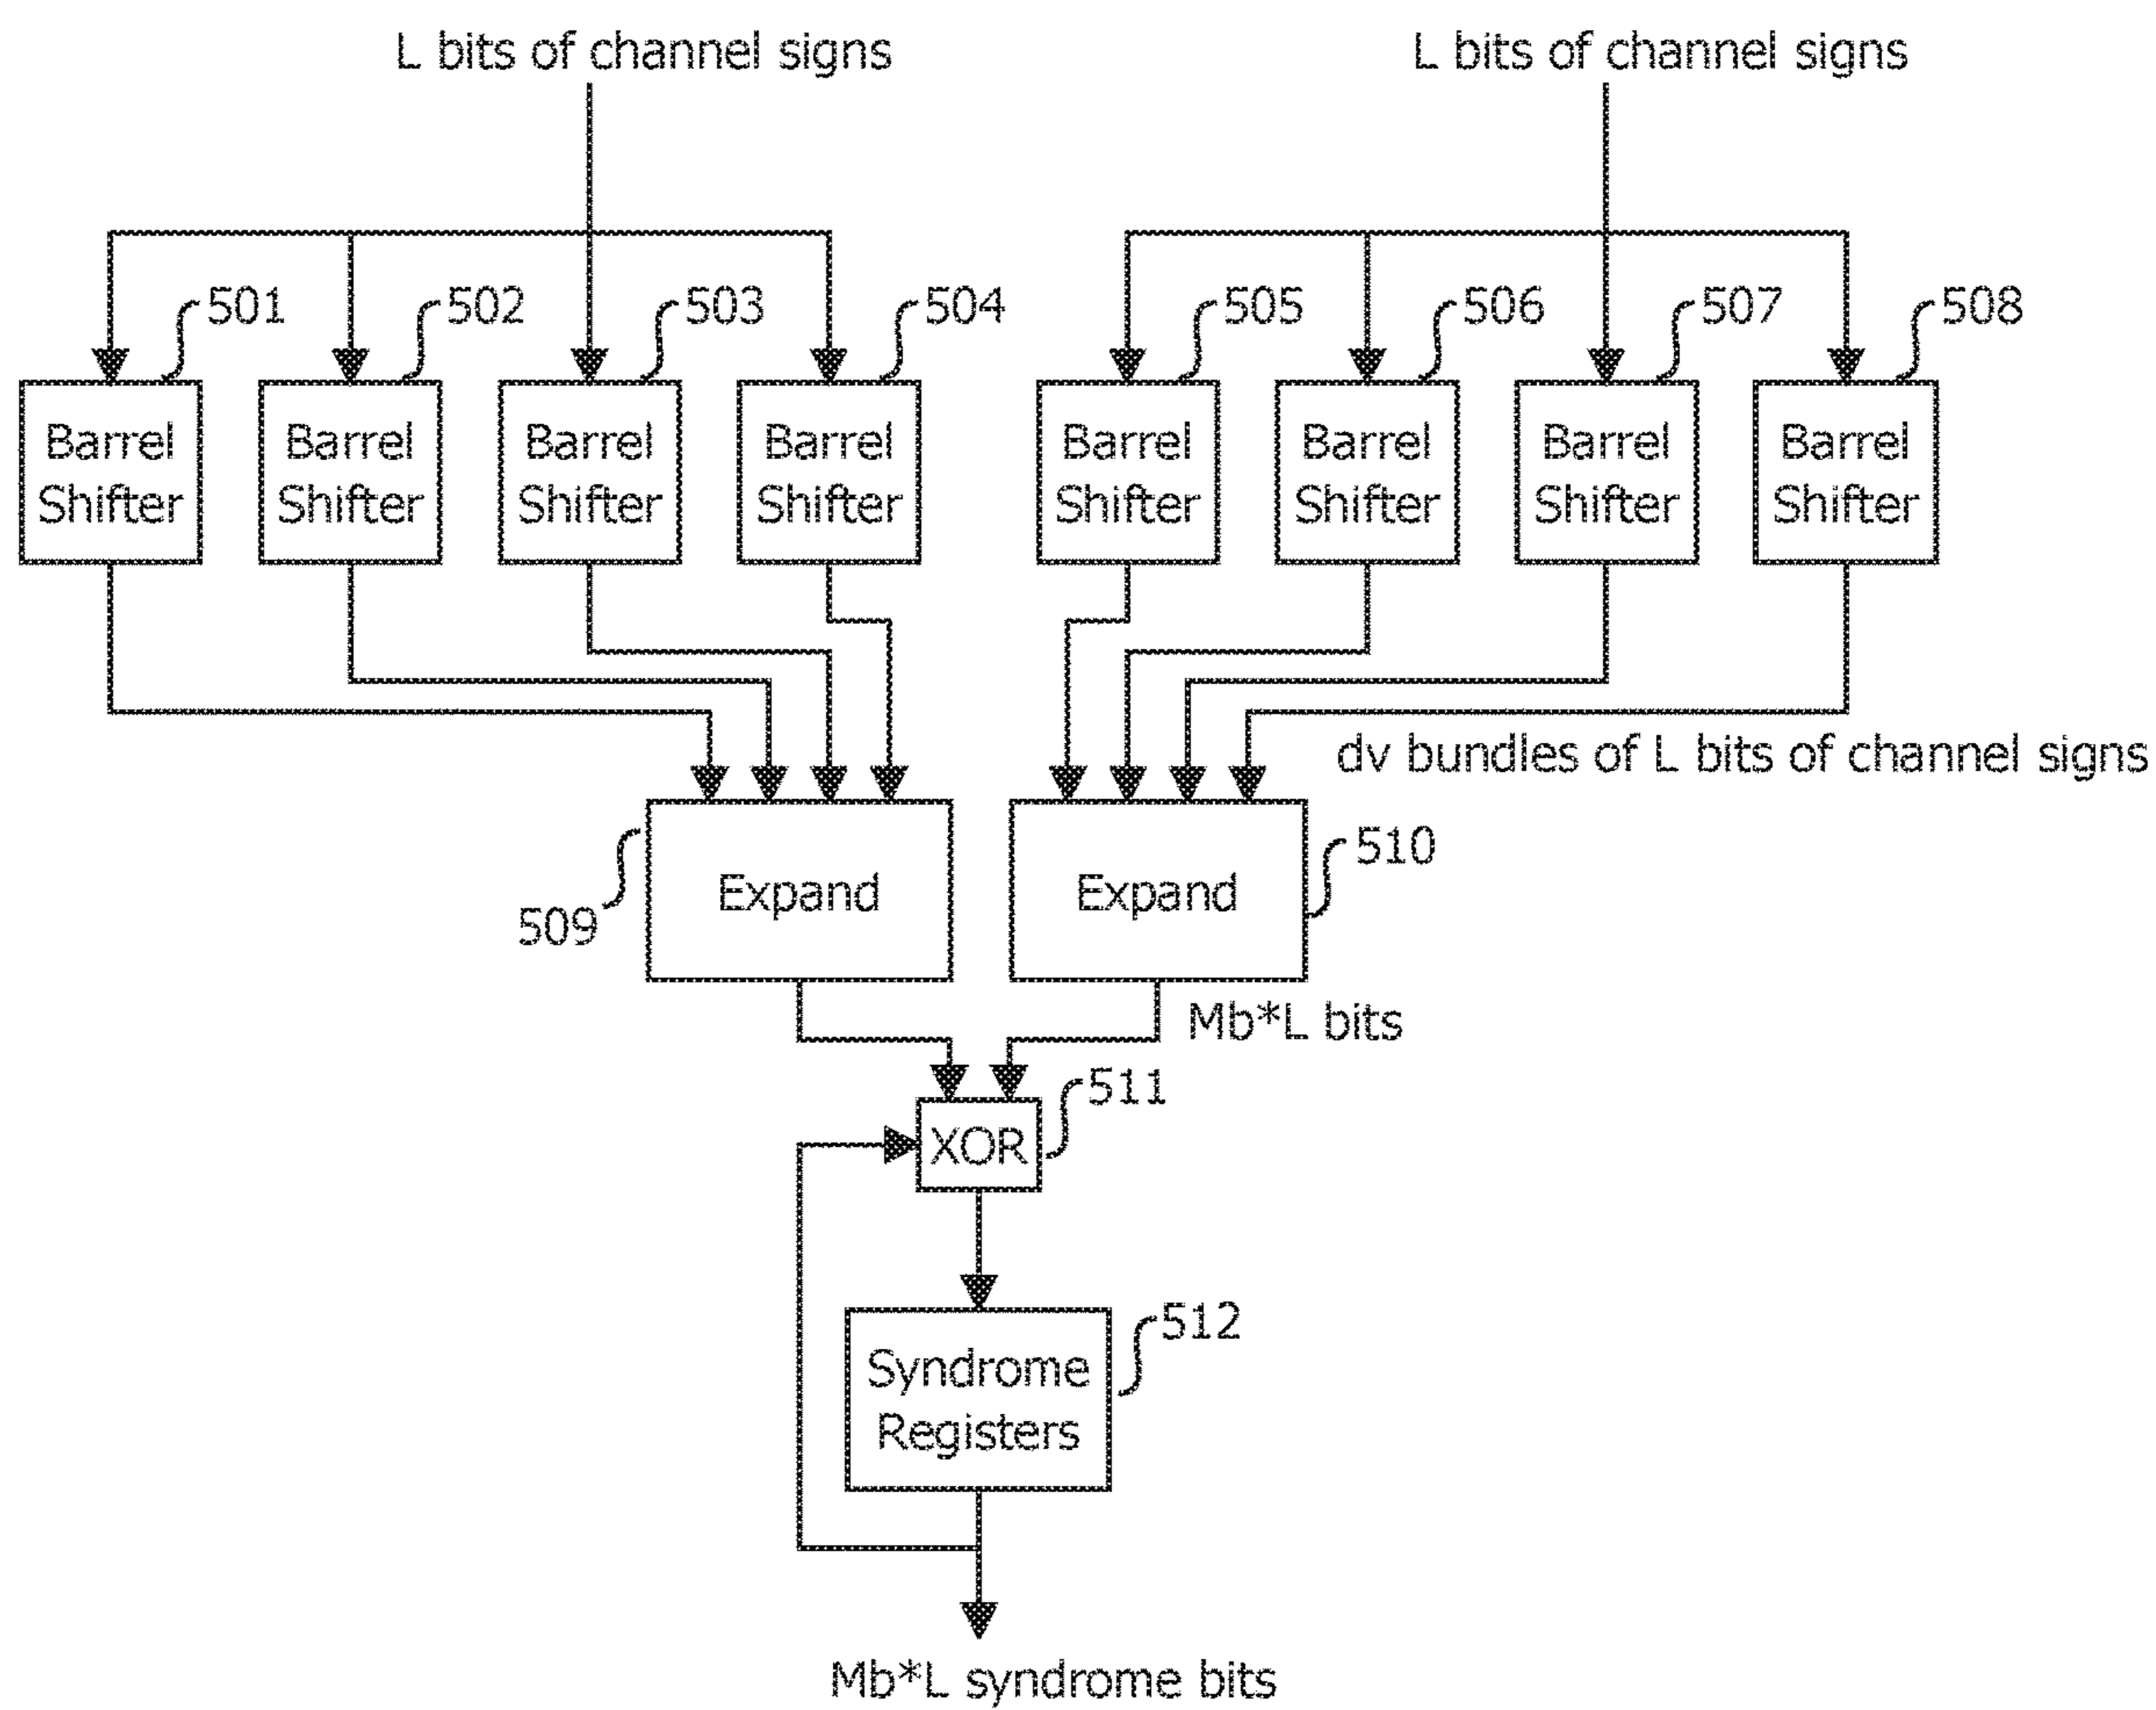 L bits of channel signs
L bits of channel signs
501
502
503
504
505
506
507
508
Barrel
Shifter
Barrel
Shifter
Barrel
Shifter
Barrel
Shifter
Barrel
Shifter
Barrel
Shifter
Barrel
Shifter
Barrel
Shifter
dv bundles of L bits of channel signs
509
Expand
Expand
510
Mb*L bits
XOR
511
Syndrome
Registers
512
Mb*L syndrome bits